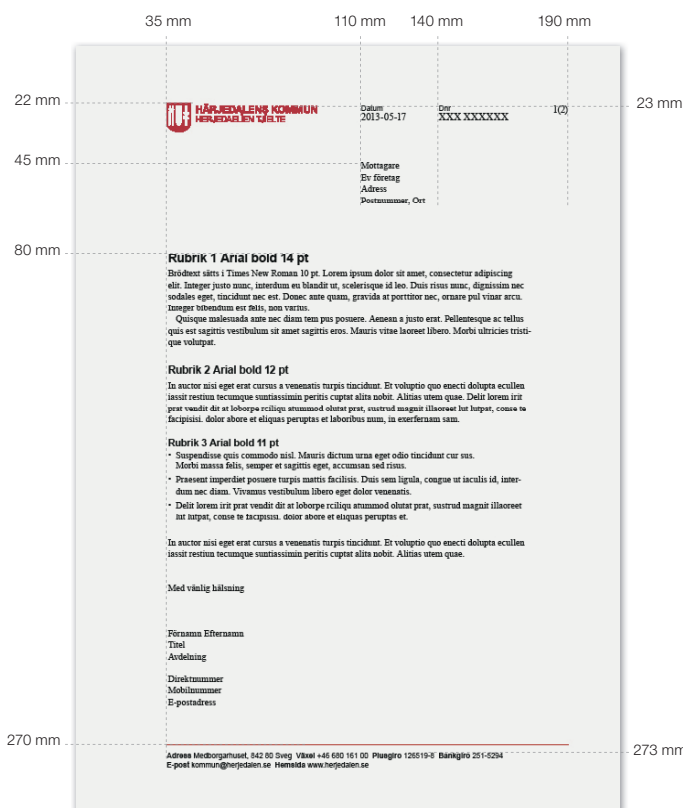 35 mm 110 mm 140 mm 190 mm
22 mm
23 mm
HÄRJEDALENS KOMMUN
HERJEDAELIEN TJÏELTE
Datum
2013-05-17
Dnr
XXX XXXXXX
1(2)
45 mm
Mottagare
Ev företag
Adress
Postnummer, Ort
80 mm
Rubrik 1 Arial bold 14 pt
Brödtext sätts i Times New Roman 10 pt. Lorem ipsum dolor sit amet, consectetur adipiscing
elit. Integer justo nunc, interdum eu blandit ut, scelerisque id leo. Duis risus nunc, dignissim nec
sodales eget, tincidunt nec est. Donec ante quam, gravida at porttitor nec, ornare pul vinar arcu.
Integer bibendum est felis, non varius.
Quisque malesuada ante nec diam tem pus posuere. Aenean a justo erat. Pellentesque ac tellus
quis est sagittis vestibulum sit amet sagittis eros. Mauris vitae laoreet libero. Morbi ultricies tristi-
que volutpat.
Rubrik 2 Arial bold 12 pt
In auctor nisi eget erat cursus a venenatis turpis tincidunt. Et voluptio quo enecti dolupta ecullen
iassit restiun tecumque suntiassimin peritis cuptat alita nobit. Alitias utem quae. Delit lorem irit
prat vendit dit at loborpe rciliqu atummod olutat prat, sustrud magnit illaoreet lut lutpat, conse te
facipisisi. dolor abore et eliquas peruptas et laboribus num, in exerfernam sam.
Rubrik 3 Arial bold 11 pt
• Suspendisse quis commodo nisl. Mauris dictum urna eget odio tincidunt cur sus.
Morbi massa felis, semper et sagittis eget, accumsan sed risus.
• Praesent imperdiet posuere turpis mattis facilisis. Duis sem ligula, congue ut iaculis id, inter-
dum nec diam. Vivamus vestibulum libero eget dolor venenatis.
• Delit lorem irit prat vendit dit at loborpe rciliqu atummod olutat prat, sustrud magnit illaoreet
lut lutpat, conse te facipisisi. dolor abore et eliquas peruptas et.
In auctor nisi eget erat cursus a venenatis turpis tincidunt. Et voluptio quo enecti dolupta ecullen
iassit restiun tecumque suntiassimin peritis cuptat alita nobit. Alitias utem quae.
Med vänlig hälsning
Förnamn Efternamn
Titel
Avdelning
Direktnummer
Mobilnummer
E-postadress
270 mm
273 mm
Adress Medborgarhuset, 842 80 Sveg Växel +46 680 161 00 Plusgiro 126519-8 Bankgiro 251-5294
E-post kommun@herjedalen.se Hemsida www.herjedalen.se